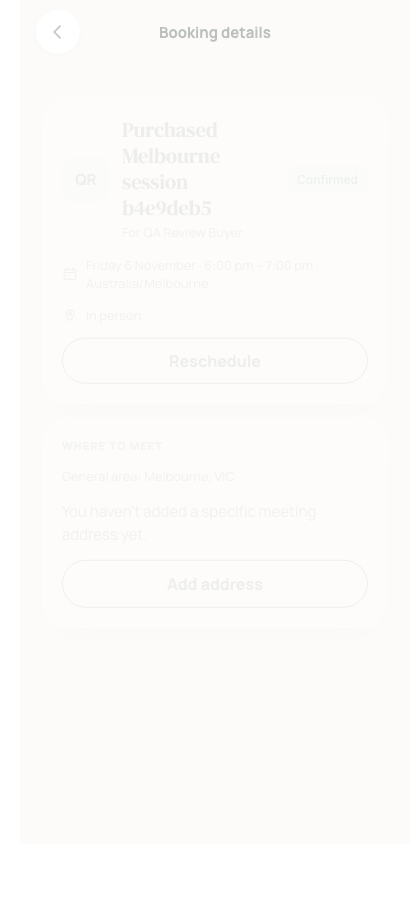 Booking details
Purchased
Melbourne
session
b4e9deb5
QR
Confirmed
For QA Review Buyer
Friday 6 November · 6:00 pm – 7:00 pm ·
Australia/Melbourne
In person
Reschedule
WHERE TO MEET
General area: Melbourne, VIC
You haven't added a specific meeting
address yet.
Add address